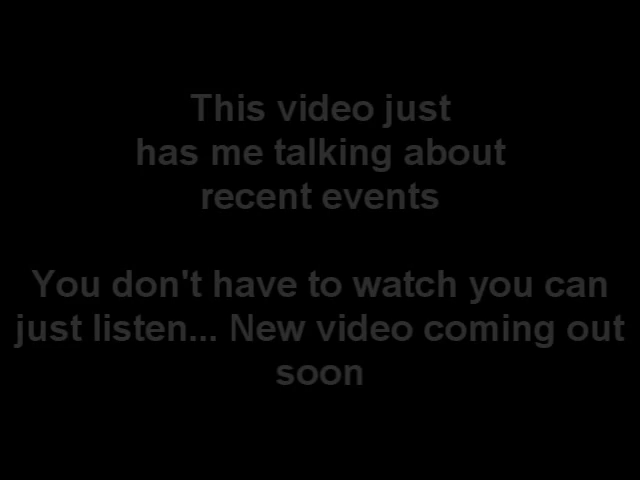 This video just
has me talking about
recent events
You don't have to watch you can
just listen... New video coming out
soon